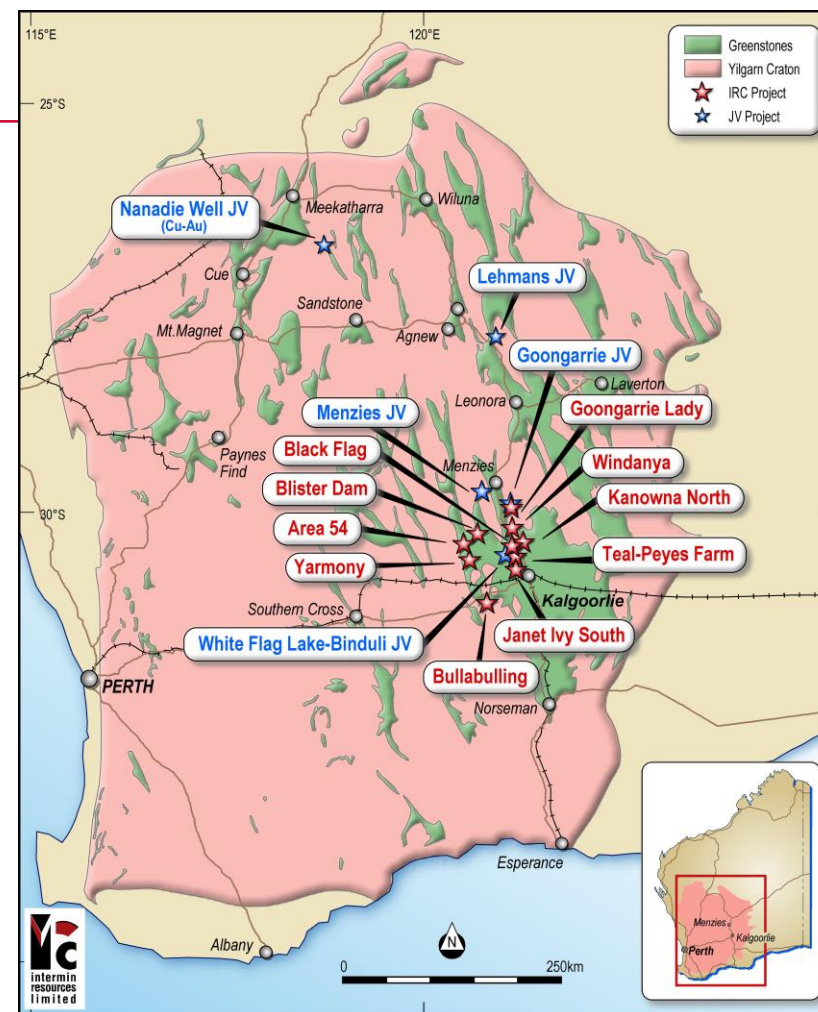 115°E
120°E
25°S
Greenstones
Yilgarn Craton
IRC Project
JV Project
Nanadie Well JV
(Cu-Au)
Meekatharra
Wiluna
Cue
Lehmans JV
Sandstone
Mt.Magnet
Agnew
Goongarrie JV
Laverton
Leonora
Menzies JV
Goongarrie Lady
Black Flag
Paynes
Find
Menzies
Windanya
Blister Dam
Kanowna North
30°S
Area 54
Teal-Peyes Farm
Yarmony
Kalgoorlie
Southern Cross
White Flag Lake-Binduli JV
Janet Ivy South
Bullabulling
PERTH
Norseman
Esperance
Albany
N
0
250km
Menzies
Kalgoorlie
Perth
intermin
resources
limited
115°E
120°E